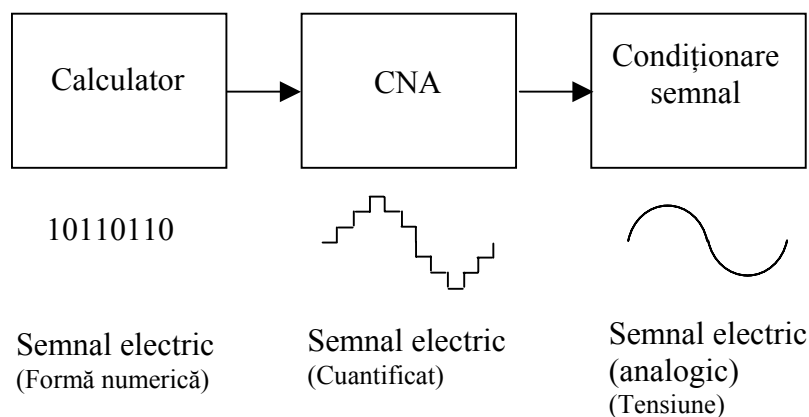 Calculator
CNA
Condiționare
semnal
10110110
Semnal electric
(Formă numerică)
Semnal electric
(Cuantificat)
Semnal electric
(analogic)
(Tensiune)